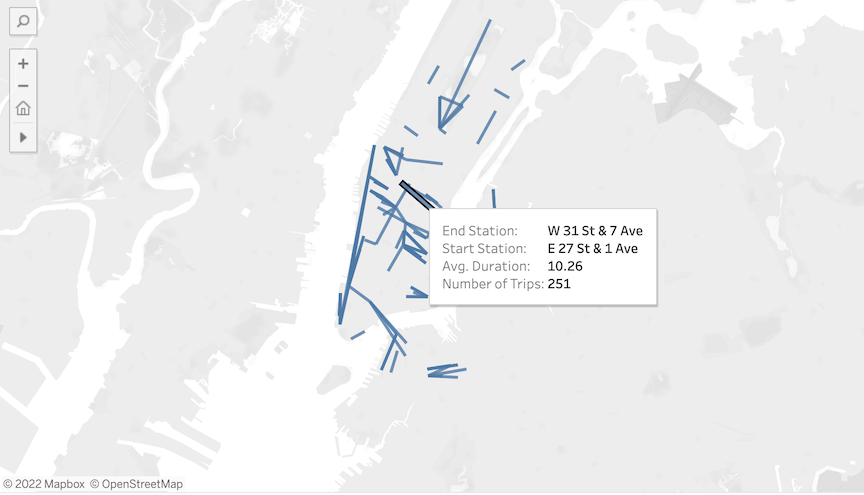 End Station: W 31 St & 7 Ave
Start Station: E 27 St & 1 Ave
Avg. Duration: 10.26
Number of Trips: 251
© 2022 Mapbox © OpenStreetMap